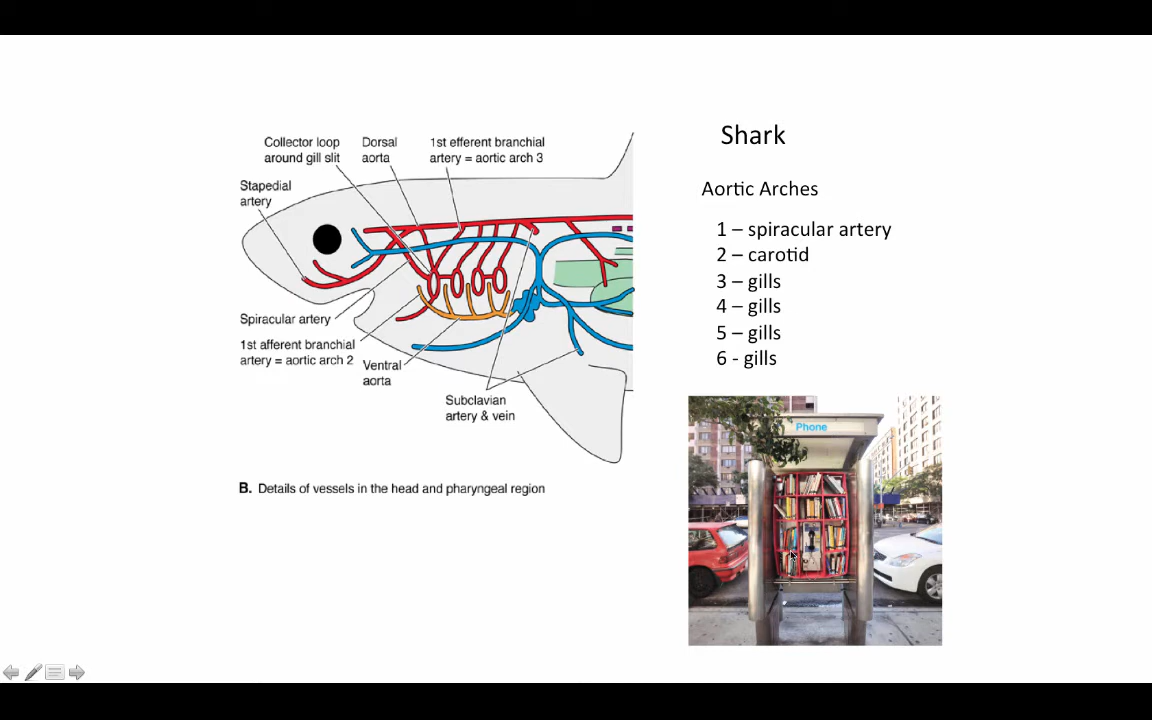 Collector loop
around gill slit
Dorsal
aorta
1st efferent branchial
artery = aortic arch 3
Stapedial
artery
Spiracular artery
1st afferent branchial
artery = aortic arch 2
Ventral
aorta
Subclavian
artery & vein
B. Details of vessels in the head and pharyngeal region
Shark
Aortic Arches
1 – spiracular artery
2 – carotid
3 – gills
4 – gills
5 – gills
6 - gills
Phone